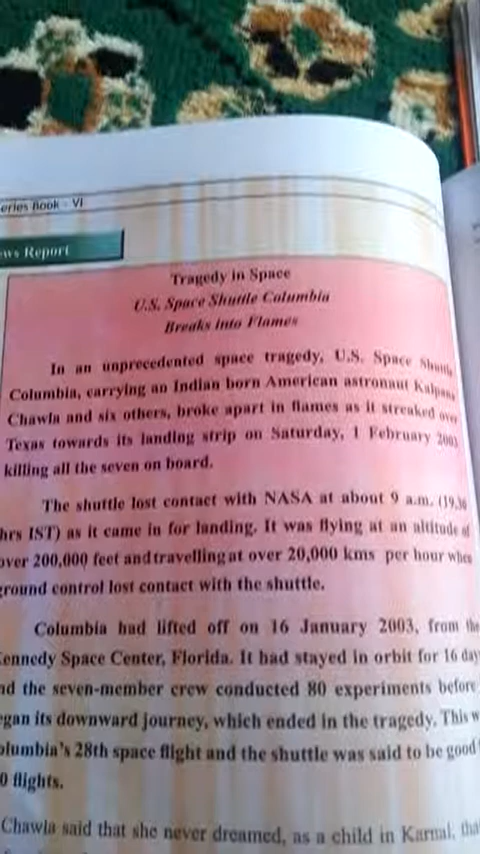 eries Book - VI
ews Report
Tragedy in Space
U.S. Space Shuttle Columbia
Breaks into Flames
In an unprecedented space tragedy, U.S. Space Shuttle
Columbia, carrying an Indian born American astronaut Kalpana
Chawla and six others, broke apart in flames as it streaked over
Texas towards its landing strip on Saturday, 1 February 2003
killing all the seven on board.
The shuttle lost contact with NASA at about 9 a.m. (19.30
hrs IST) as it came in for landing. It was flying at an altitude of
over 200,000 feet and travelling at over 20,000 kms per hour when
ground control lost contact with the shuttle.
Columbia had lifted off on 16 January 2003, from the
Kennedy Space Center, Florida. It had stayed in orbit for 16 day
nd the seven-member crew conducted 80 experiments before
egan its downward journey, which ended in the tragedy. This w
olumbia's 28th space flight and the shuttle was said to be good
0 flights.
Chawla said that she never dreamed, as a child in Karnal, tha